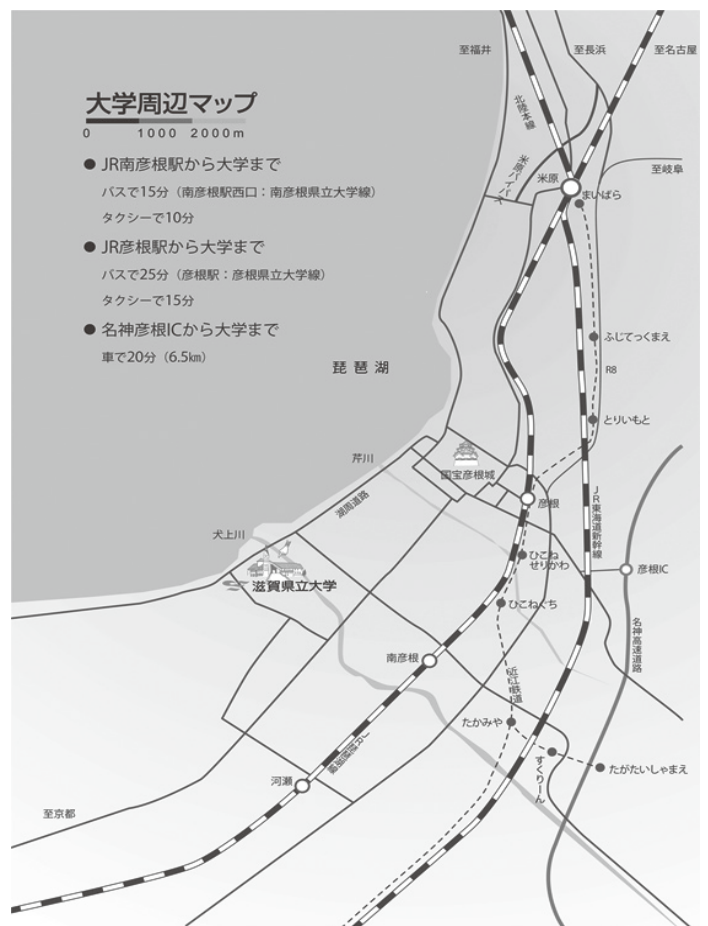 至福井
至長浜
至名古屋
大学周辺マップ
0 1000 2000m
北陸本線
米原バイパス
● JR南彦根駅から大学まで
バスで15分（南彦根駅西口：南彦根県立大学線）
タクシーで10分
● JR彦根駅から大学まで
バスで25分（彦根駅：彦根県立大学線）
タクシーで15分
● 名神彦根ICから大学まで
車で20分（6.5㎞）
米原
まいばら
至岐阜
ふじてっくまえ
R8
琵琶湖
とりいもと
芹川
国宝彦根城
湖周道路
彦根
JR東海道新幹線
犬上川
ひこね
せりかわ
彦根IC
滋賀県立大学
ひこねぐち
名神高速道路
南彦根
近江鉄道
たかみや
JR琵琶湖線
すくりーん
たがたいしゃまえ
河瀬
至京都